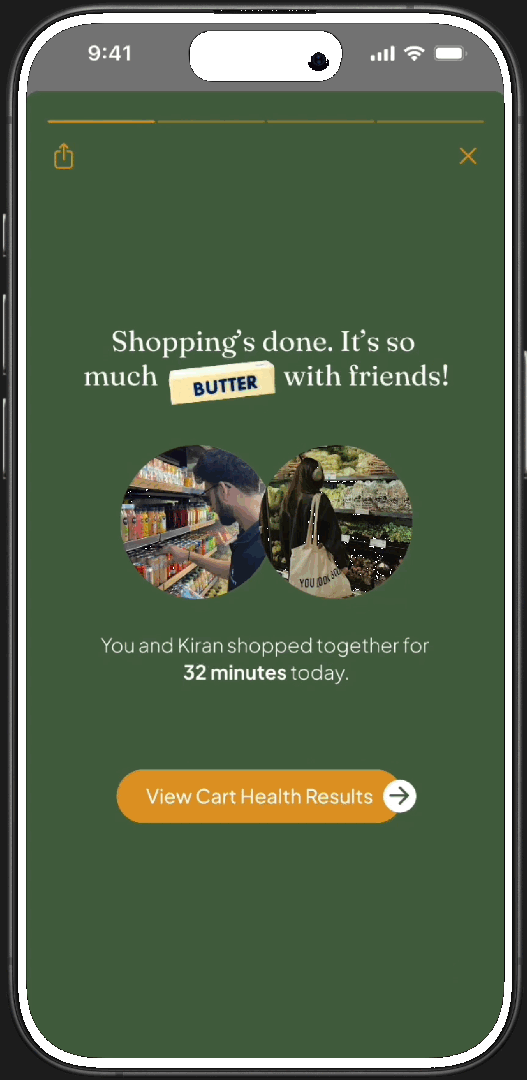 9:41
Shopping’s done. It’s so
much BUTTER with friends!
YOU LOOK
You and Kiran shopped together for
32 minutes today.
View Cart Health Results